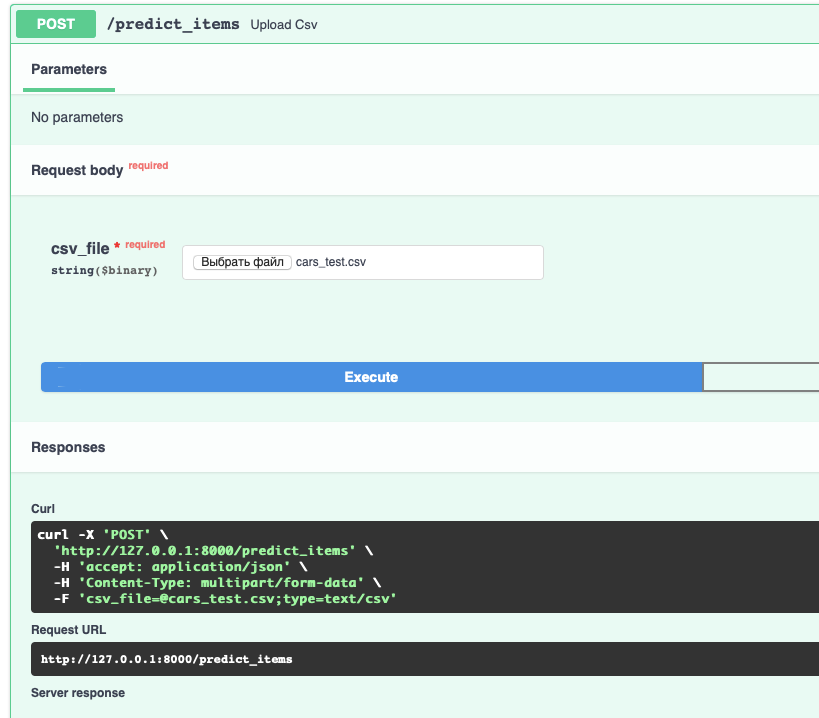 POST /predict_items Upload Csv
Parameters
No parameters
Request body required
csv_file * required
string($binary)
Выбрать файл cars_test.csv
Execute
Responses
Curl
curl -X 'POST' \
  'http://127.0.0.1:8000/predict_items' \
  -H 'accept: application/json' \
  -H 'Content-Type: multipart/form-data' \
  -F 'csv_file=@cars_test.csv;type=text/csv'
Request URL
http://127.0.0.1:8000/predict_items
Server response